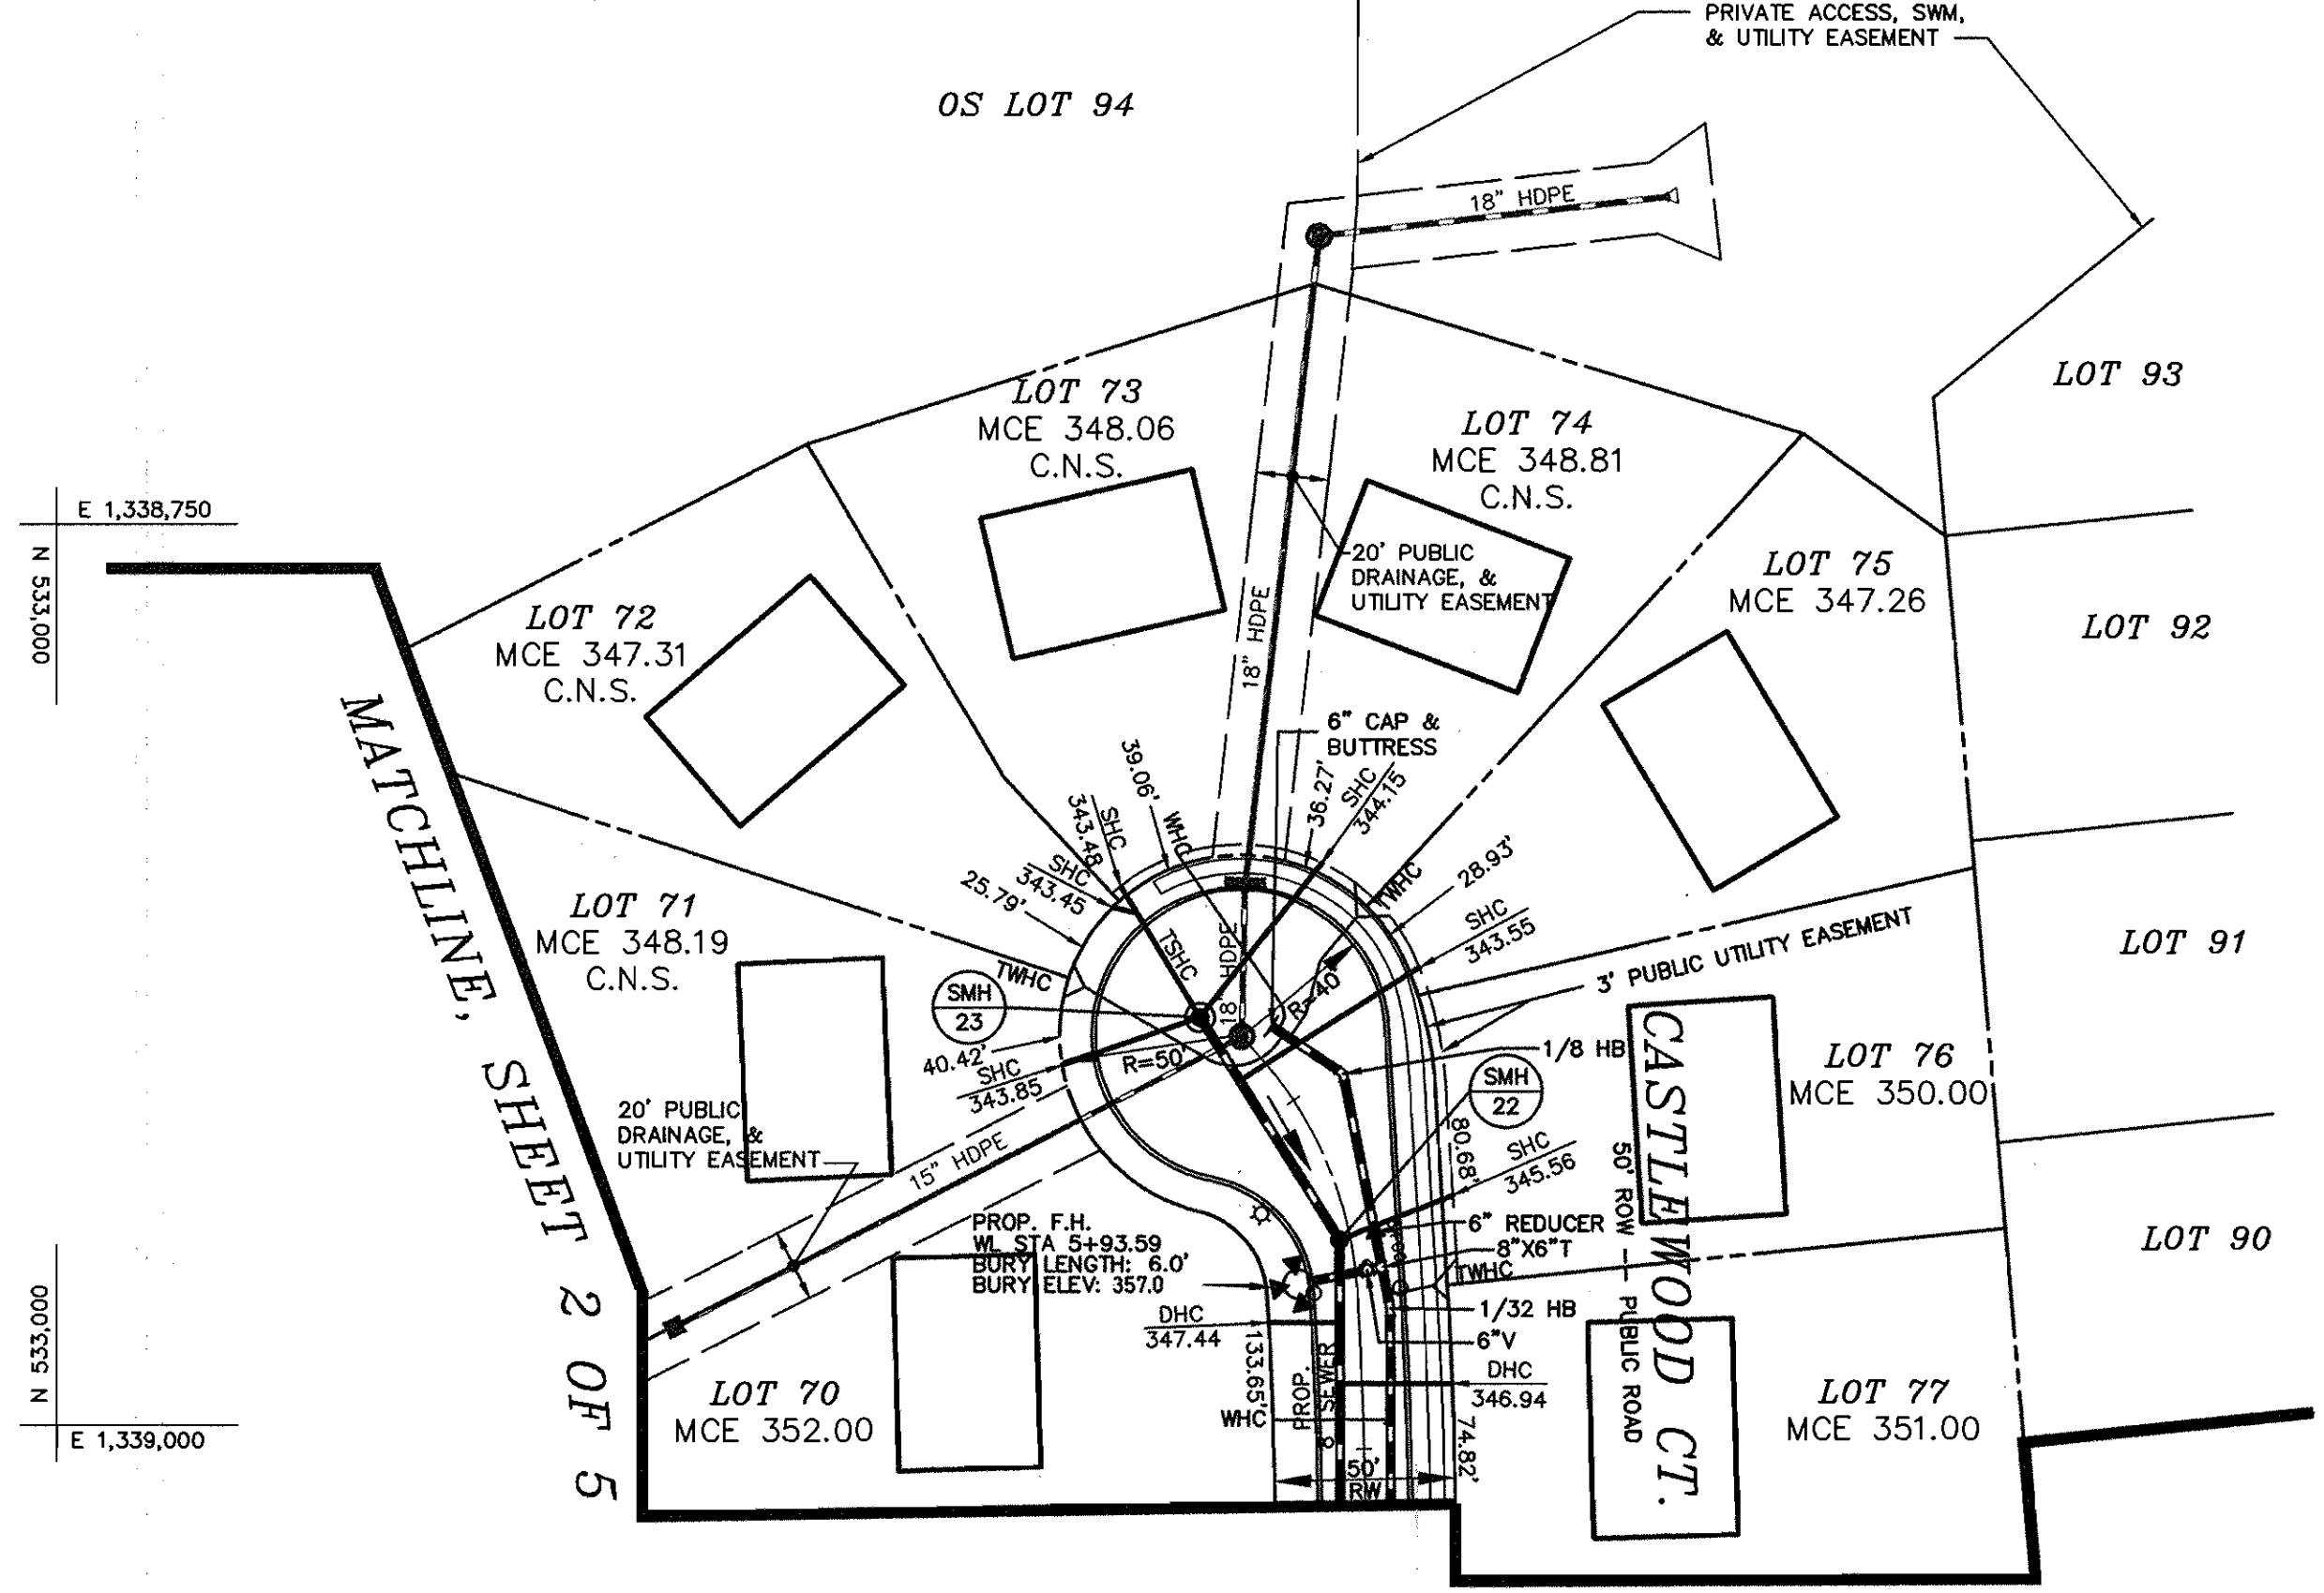 PRIVATE ACCESS, SWM,
& UTILITY EASEMENT
OS LOT 94
18" HDPE
LOT 93
LOT 73
MCE 348.06
C.N.S.
LOT 74
MCE 348.81
C.N.S.
E 1,338,750
N 533,000
20' PUBLIC
DRAINAGE, &
UTILITY EASEMENT
LOT 75
MCE 347.26
LOT 72
MCE 347.31
C.N.S.
LOT 92
18" HDPE
MATCHLINE, SHEET 2 OF 5
6" CAP &
BUTTRESS
39.06'
WHC
36.27'
SHC
344.15
SHC
343.48
SHC
343.45
25.79'
TWHC
28.93'
SHC
343.55
LOT 71
MCE 348.19
C.N.S.
LOT 91
3' PUBLIC UTILITY EASEMENT
TWHC
TSHC
18" HDPE
SMH
23
R=40'
40.42'
SHC
343.85
R=50'
1/8 HB
SMH
22
CASTLEWOOD CT.
50' ROW -- PUBLIC ROAD
LOT 76
MCE 350.00
20' PUBLIC
DRAINAGE, &
UTILITY EASEMENT
15" HDPE
80.68'
SHC
345.56
PROP. F.H.
WL STA 5+93.59
BURY LENGTH: 6.0'
BURY ELEV: 357.0
6" REDUCER
8"X6"T
TWHC
LOT 90
1/32 HB
6"V
DHC
347.44
133.65'
DHC
346.94
WHC
PROP.
8" SEWER
74.82'
50'
RW
LOT 70
MCE 352.00
LOT 77
MCE 351.00
N 533,000
E 1,339,000